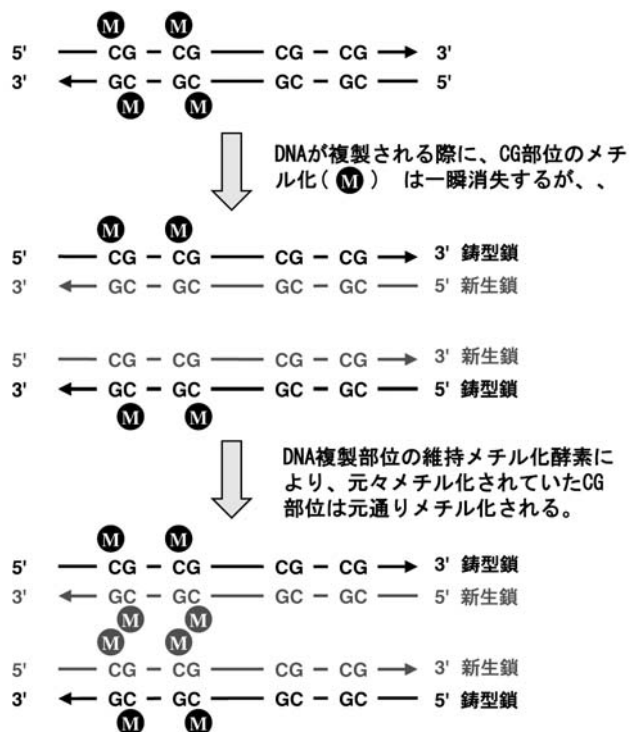 M M
5' CG - CG CG - CG 3'
3' GC - GC GC - GC 5'
M M
DNAが複製される際に、CG部位のメチ
ル化( M ) は一瞬消失するが、、
M M
5' CG - CG CG - CG 3' 鋳型鎖
3' GC - GC GC - GC 5' 新生鎖
5' CG - CG CG - CG 3' 新生鎖
3' GC - GC GC - GC 5' 鋳型鎖
M M
DNA複製部位の維持メチル化酵素に
より、元々メチル化されていたCG
部位は元通りメチル化される。
M M
5' CG - CG CG - CG 3' 鋳型鎖
3' GC - GC GC - GC 5' 新生鎖
M M
M M
5' CG - CG CG - CG 3' 新生鎖
3' GC - GC GC - GC 5' 鋳型鎖
M M